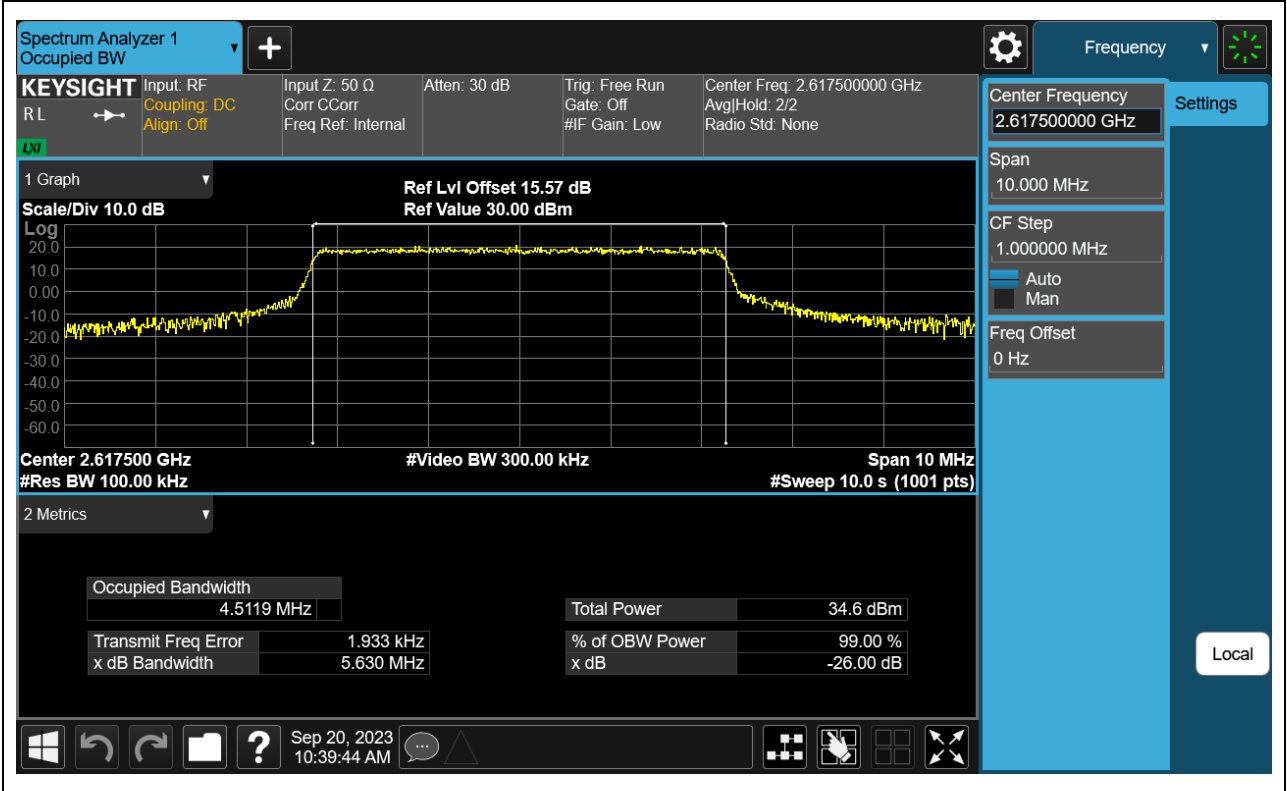 Spectrum Analyzer 1
Occupied BW
Frequency
KEYSIGHT
R L
LXI
Input: RF
Coupling: DC
Align: Off
Input Z: 50 Ω
Corr CCorr
Freq Ref: Internal
Atten: 30 dB
Trig: Free Run
Gate: Off
#IF Gain: Low
Center Freq: 2.617500000 GHz
Avg|Hold: 2/2
Radio Std: None
Center Frequency
2.617500000 GHz
Settings
Span
10.000 MHz
CF Step
1.000000 MHz
Auto
Man
Freq Offset
0 Hz
Local
1 Graph
Scale/Div 10.0 dB
Ref Lvl Offset 15.57 dB
Ref Value 30.00 dBm
Log
20.0
10.0
0.00
-10.0
-20.0
-30.0
-40.0
-50.0
-60.0
Center 2.617500 GHz
#Video BW 300.00 kHz
Span 10 MHz
#Res BW 100.00 kHz
#Sweep 10.0 s (1001 pts)
2 Metrics
Occupied Bandwidth
4.5119 MHz
Total Power 34.6 dBm
Transmit Freq Error 1.933 kHz
% of OBW Power 99.00 %
x dB Bandwidth 5.630 MHz
x dB -26.00 dB
?
Sep 20, 2023
10:39:44 AM